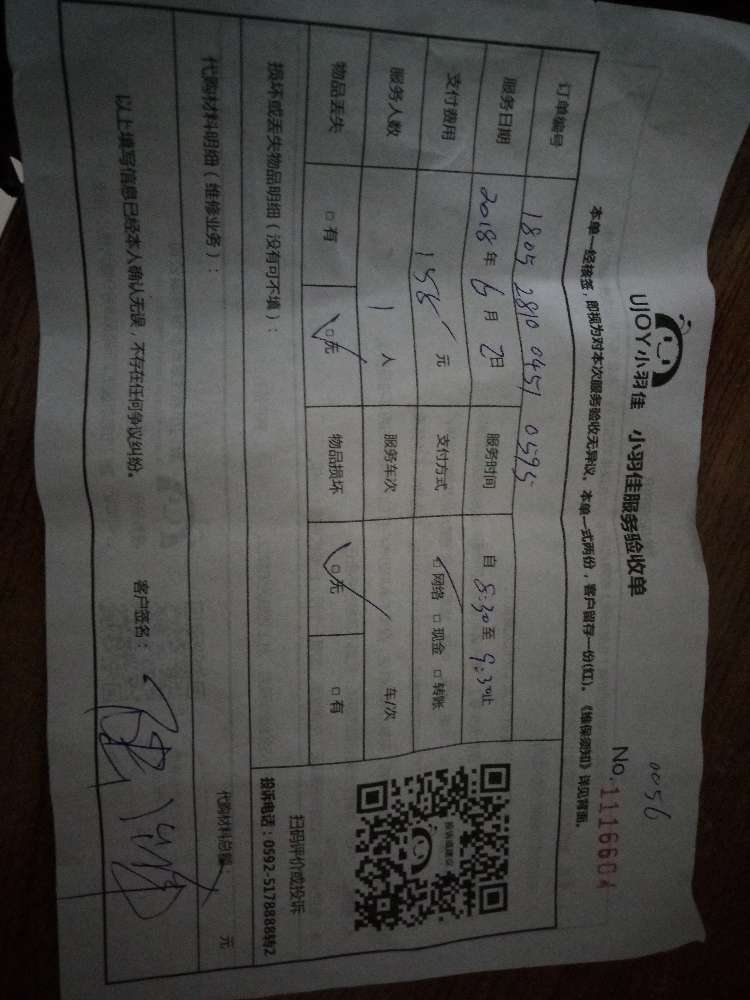 0056
UJOY小羽佳 小羽佳服务验收单
No.1116604
本单一经核签，即视为对本次服务验收无异议、本单一式两份，客户留存一份(红)。《维保须知》详见背面。
订单编号 1805 2810 0451 0595
服务日期 2018 年 6 月 2 日 服务时间 自 8:30 至 9:30 止
支付费用 158 元 支付方式 □ 网络 □ 现金 □ 转账
服务人数 1 人 服务车次 车/次
物品丢失 □ 有 □ 无 物品损坏 □ 无 □ 有
损坏或丢失物品明细（没有可不填）：
扫码评价或投诉
投诉电话：0592-5178888转2
代购材料明细（维修业务）：
代购材料总额： 元
以上填写信息已经本人确认无误，不存在任何争议纠纷。 客户签名：